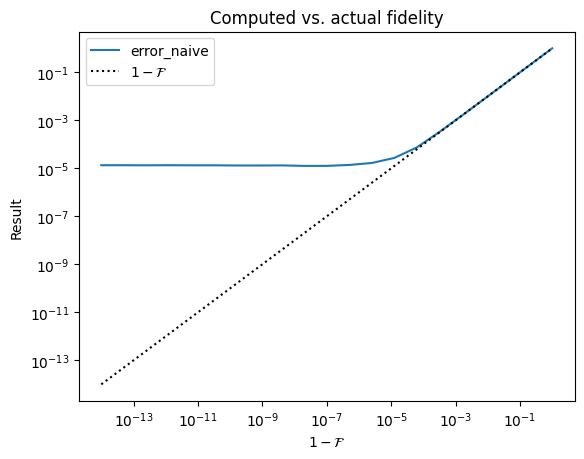 Computed vs. actual fidelity
error_naive
1 − 𝓕
10⁻¹
10⁻³
10⁻⁵
10⁻⁷
10⁻⁹
10⁻¹¹
10⁻¹³
Result
10⁻¹³ 10⁻¹¹ 10⁻⁹ 10⁻⁷ 10⁻⁵ 10⁻³ 10⁻¹
1 − 𝓕